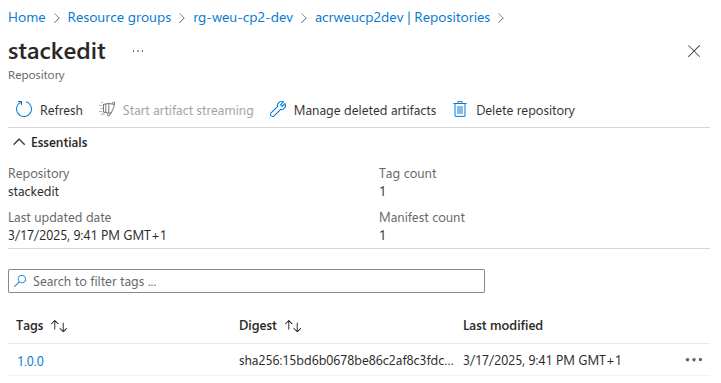 Home > Resource groups > rg-weu-cp2-dev > acrweucp2dev | Repositories >
stackedit ...
Repository
Refresh Start artifact streaming Manage deleted artifacts Delete repository
Essentials
Repository Tag count
stackedit 1
Last updated date Manifest count
3/17/2025, 9:41 PM GMT+1 1
Search to filter tags ...
Tags ↑↓ Digest ↑↓ Last modified
1.0.0 sha256:15bd6b0678be86c2af8c3fdc... 3/17/2025, 9:41 PM GMT+1 ...